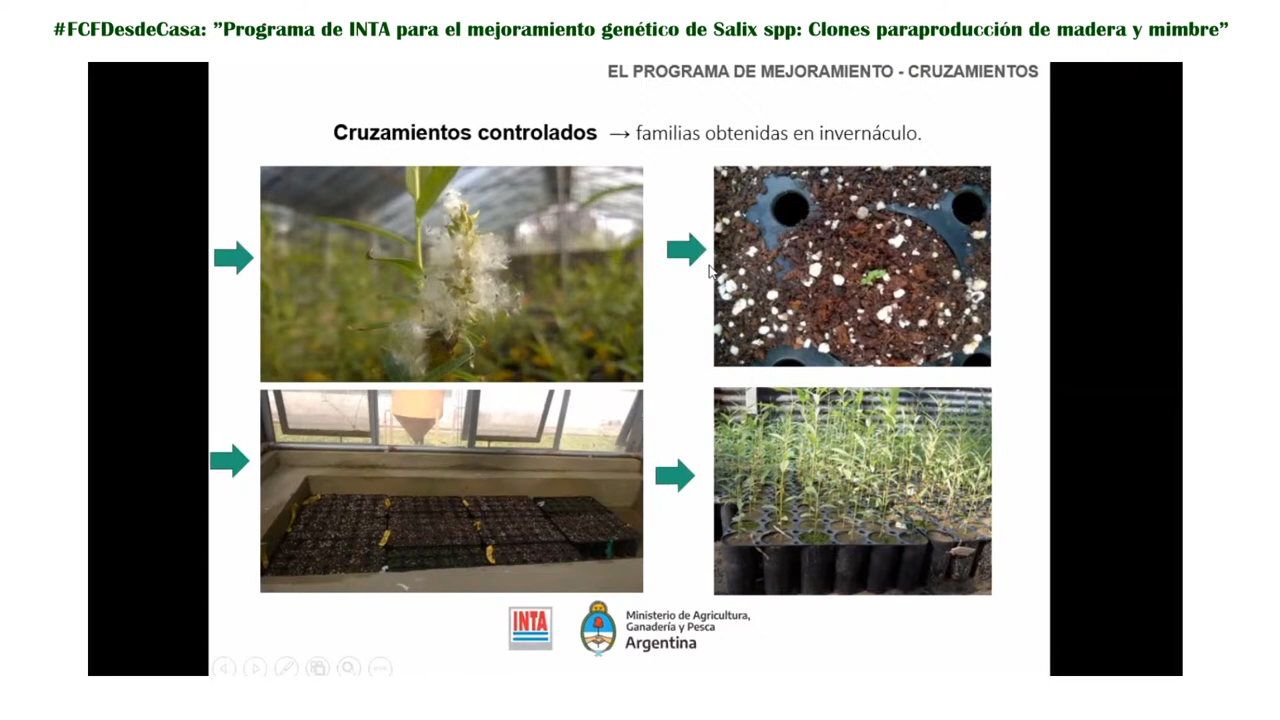 #FCFDesdeCasa: ”Programa de INTA para el mejoramiento genético de Salix spp: Clones paraproducción de madera y mimbre”
EL PROGRAMA DE MEJORAMIENTO - CRUZAMIENTOS
Cruzamientos controlados → familias obtenidas en invernáculo.
INTA
Ministerio de Agricultura,
Ganadería y Pesca
Argentina